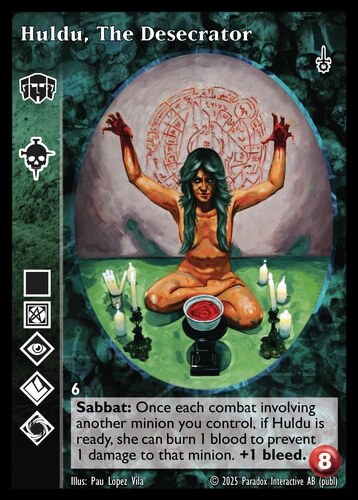 Huldu, The Desecrator
6
Sabbat: Once each combat involving
another minion you control, if Huldu is
ready, she can burn 1 blood to prevent
1 damage to that minion. +1 bleed.
8
Illus: Pau López Vila © 2025 Paradox Interactive AB (publ)